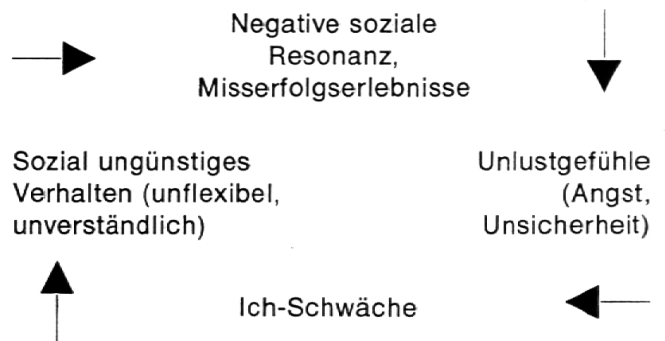 Negative soziale
Resonanz,
Misserfolgserlebnisse
Sozial ungünstiges
Verhalten (unflexibel,
unverständlich)
Unlustgefühle
(Angst,
Unsicherheit)
Ich-Schwäche